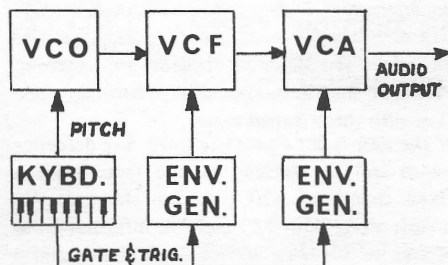 VCO
VCF
VCA
AUDIO
OUTPUT
PITCH
KYBD.
ENV.
GEN.
ENV.
GEN.
GATE & TRIG.